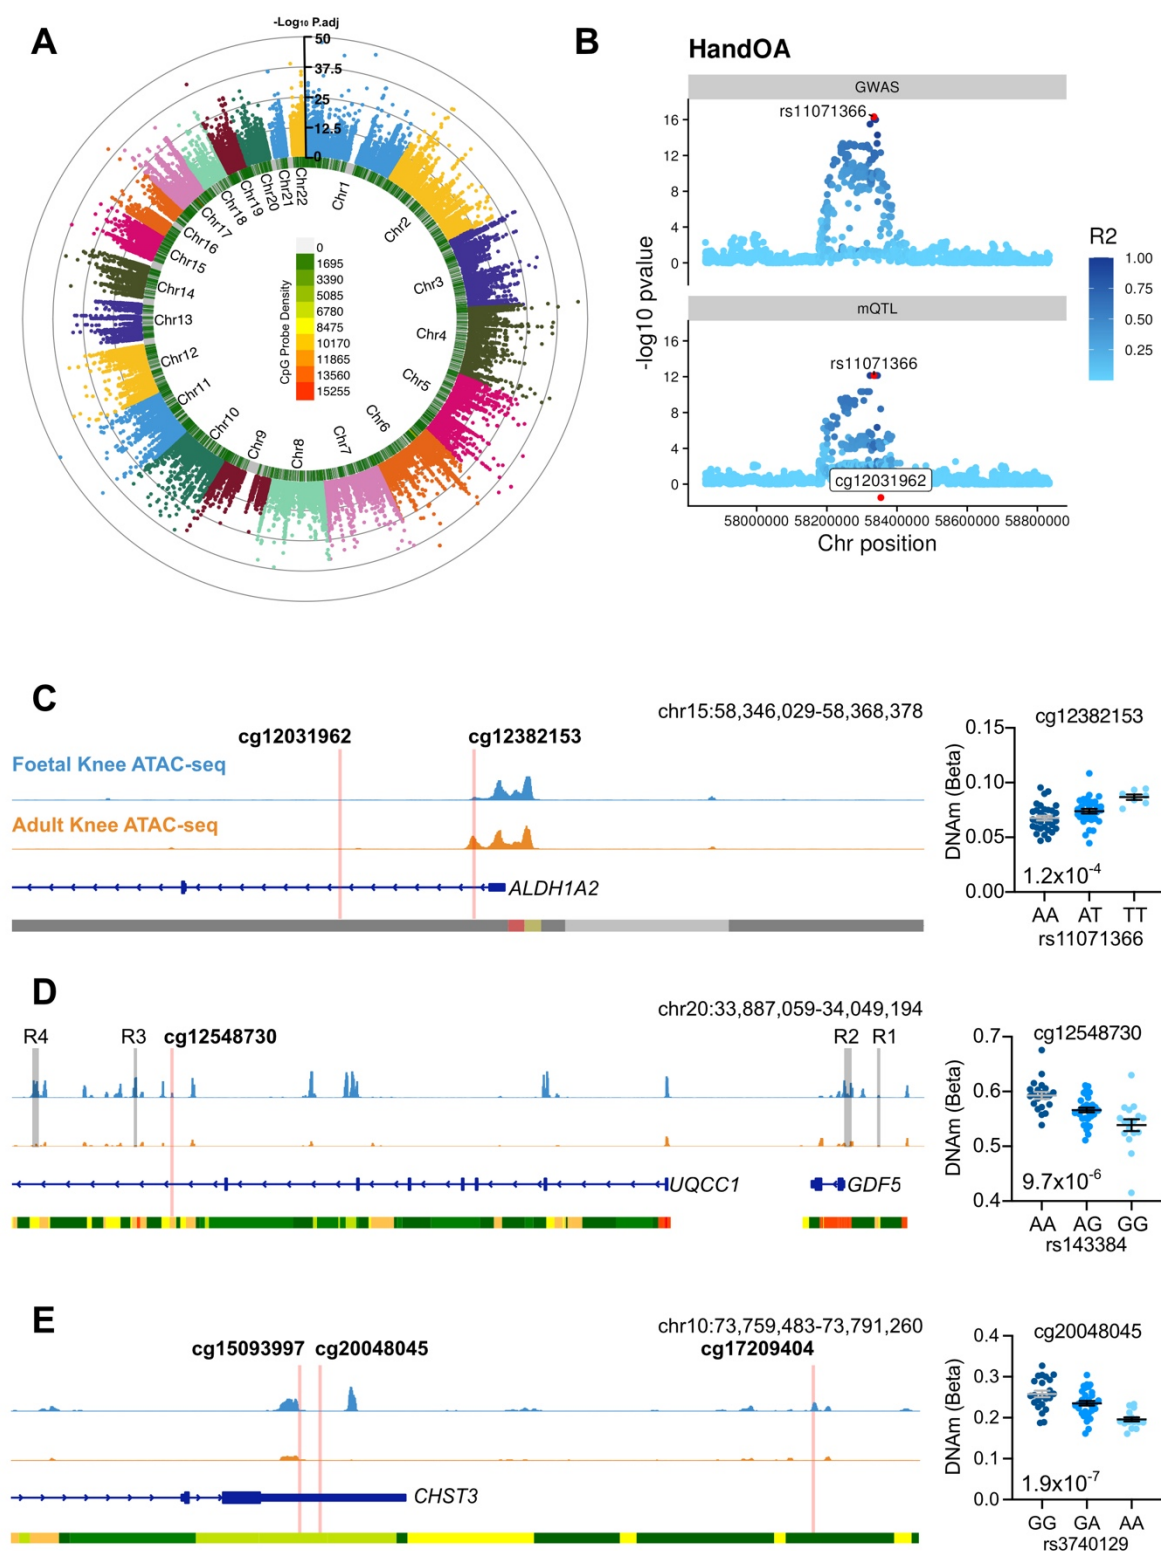 A
-Log₁₀ P.adj
50
37.5
25
12.5
0
Chr1
Chr2
Chr3
Chr4
Chr5
Chr6
Chr7
Chr8
Chr9
Chr10
Chr11
Chr12
Chr13
Chr14
Chr15
Chr16
Chr17
Chr18
Chr19
Chr20
Chr21
Chr22
CpG Probe Density
0
1695
3390
5085
6780
8475
10170
11865
13560
15255
B
HandOA
GWAS
rs11071366
16
12
8
4
0
mQTL
rs11071366
16
12
8
4
0
cg12031962
-log10 pvalue
58000000 58200000 58400000 58600000 58800000
Chr position
R2
1.00
0.75
0.50
0.25
C
chr15:58,346,029-58,368,378
cg12031962 cg12382153
Foetal Knee ATAC-seq
Adult Knee ATAC-seq
ALDH1A2
cg12382153
DNAm (Beta)
0.15
0.10
0.05
0.00
1.2x10⁻⁴
AA AT TT
rs11071366
D
chr20:33,887,059-34,049,194
R4 R3 cg12548730 R2 R1
UQCC1 GDF5
cg12548730
DNAm (Beta)
0.7
0.6
0.5
0.4
9.7x10⁻⁶
AA AG GG
rs143384
E
chr10:73,759,483-73,791,260
cg15093997 cg20048045 cg17209404
CHST3
cg20048045
DNAm (Beta)
0.4
0.3
0.2
0.1
0.0
1.9x10⁻⁷
GG GA AA
rs3740129